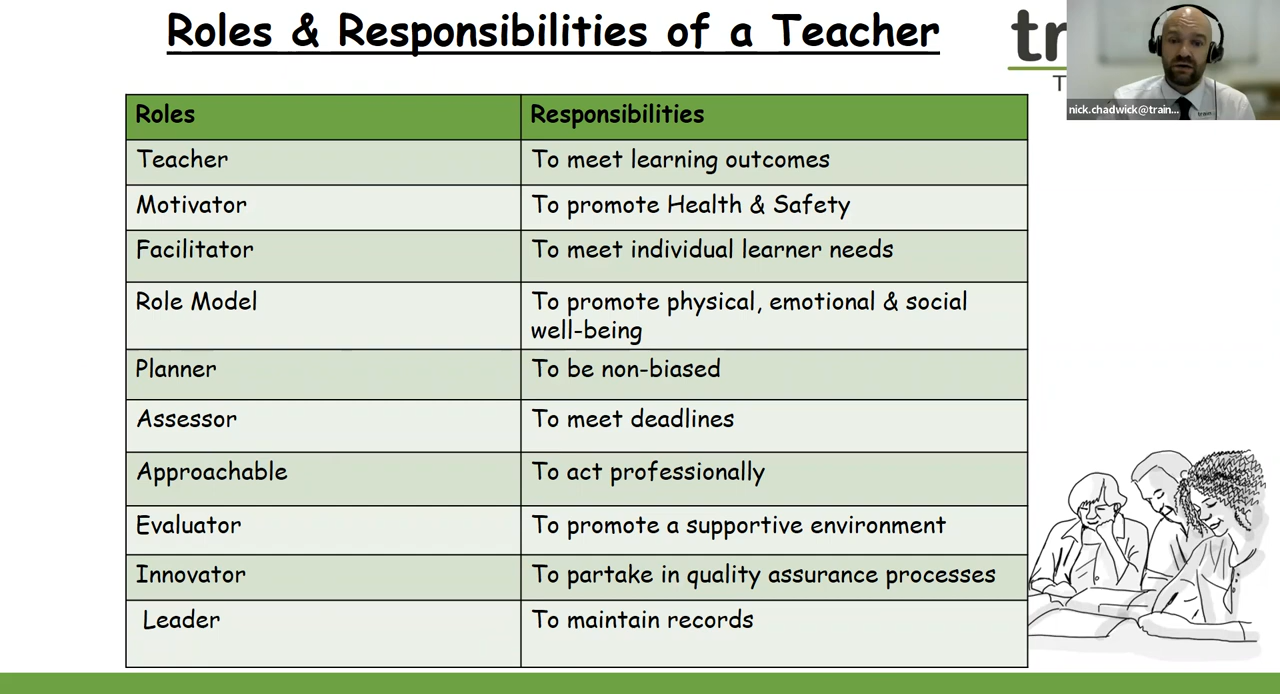 Roles & Responsibilities of a Teacher
nick.chadwick@train...
Roles Responsibilities
Teacher To meet learning outcomes
Motivator To promote Health & Safety
Facilitator To meet individual learner needs
Role Model To promote physical, emotional & social
well-being
Planner To be non-biased
Assessor To meet deadlines
Approachable To act professionally
Evaluator To promote a supportive environment
Innovator To partake in quality assurance processes
Leader To maintain records